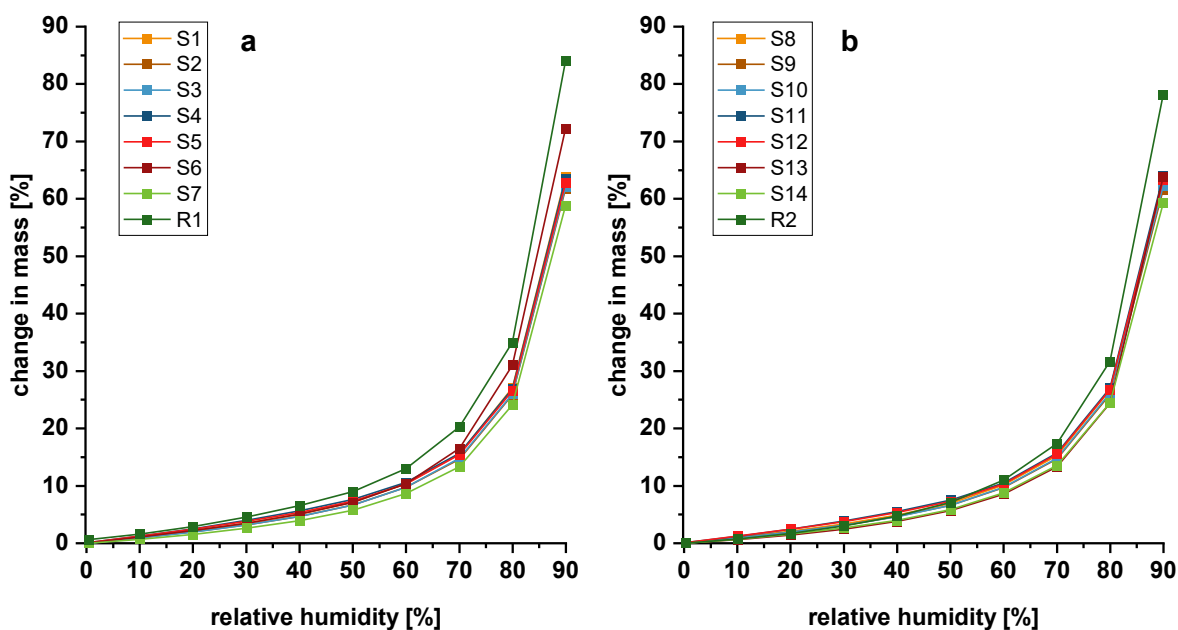 a
S1
S2
S3
S4
S5
S6
S7
R1
change in mass [%]
90
80
70
60
50
40
30
20
10
0
0 10 20 30 40 50 60 70 80 90
relative humidity [%]
b
S8
S9
S10
S11
S12
S13
S14
R2
change in mass [%]
90
80
70
60
50
40
30
20
10
0
0 10 20 30 40 50 60 70 80 90
relative humidity [%]